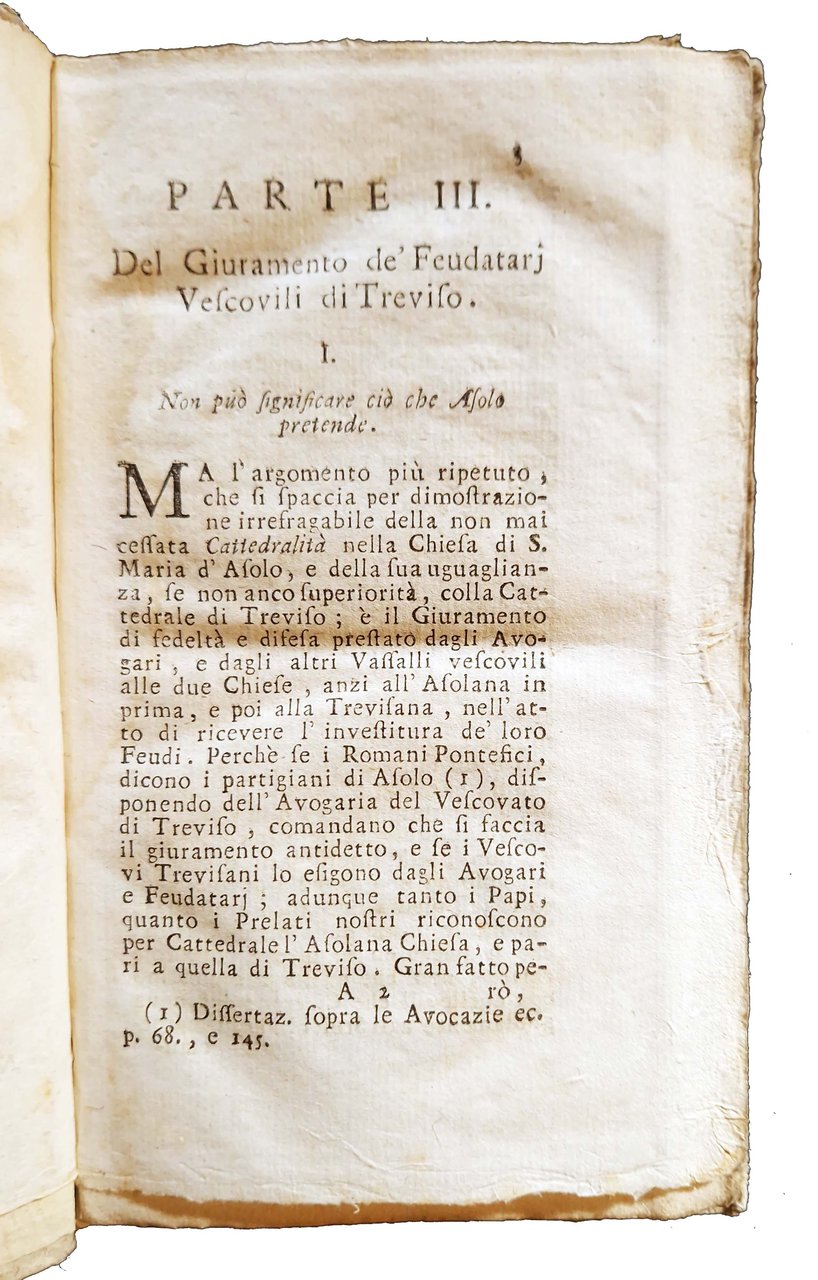 PARTE III.
Del Giuramento de' Feudatarj
Veſcovili di Treviſo.
I.
Non può ſignificare ciò che Aſolo
pretende.
MA l'argomento più ripetuto,
che ſi ſpaccia per dimoſtrazio-
ne irrefragabile della non mai
ceſſata Cattedralità nella Chieſa di S.
Maria d'Aſolo, e della ſua uguaglian-
za, ſe non anco ſuperiorità, colla Cat-
tedrale di Treviſo; è il Giuramento
di fedeltà e difeſa preſtato dagli Avo-
gari, e dagli altri Vaſſalli veſcovili
alle due Chieſe, anzi all'Aſolana in
prima, e poi alla Treviſana, nell'at-
to di ricevere l'inveſtitura de' loro
Feudi. Perchè ſe i Romani Pontefici,
dicono i partigiani di Aſolo (1), diſ-
ponendo dell'Avogaria del Veſcovato
di Treviſo, comandano che ſi faccia
il giuramento antidetto, e ſe i Veſco-
vi Treviſani lo eſigono dagli Avogari
e Feudatarj; adunque tanto i Papi,
quanto i Prelati noſtri riconoſcono
per Cattedrale l'Aſolana Chieſa, e pa-
ri a quella di Treviſo. Gran fatto pe-
A 2 rò,
(1) Diſſertaz. ſopra le Avocazie ec.
p. 68., e 145.